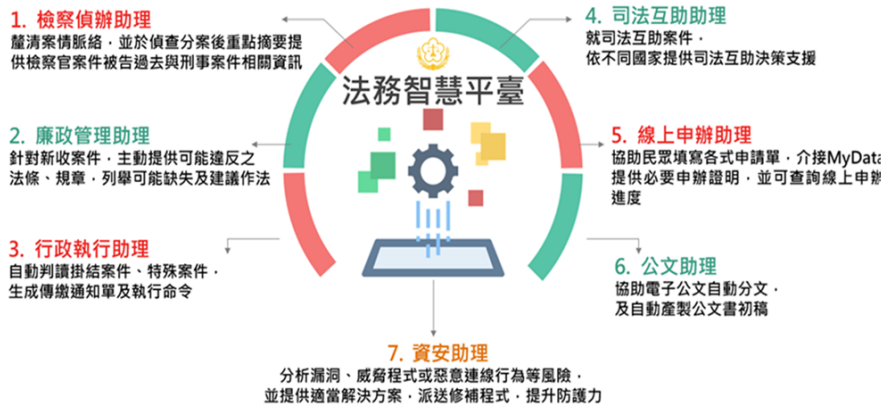 1. 檢察偵辦助理
釐清案情脈絡，並於偵查分案後重點摘要提
供檢察官案件被告過去與刑事案件相關資訊
2. 廉政管理助理
針對新收案件，主動提供可能違反之
法條、規章，列舉可能缺失及建議作法
3. 行政執行助理
自動判讀掛結案件、特殊案件，
生成傳繳通知單及執行命令
法務智慧平臺
4. 司法互助助理
就司法互助案件，
依不同國家提供司法互助決策支援
5. 線上申辦助理
協助民眾填寫各式申請單，介接MyData
提供必要申辦證明，並可查詢線上申辦
進度
6. 公文助理
協助電子公文自動分文，
及自動產製公文書初稿
7. 資安助理
分析漏洞、威脅程式或惡意連線行為等風險，
並提供適當解決方案，派送修補程式，提升防護力